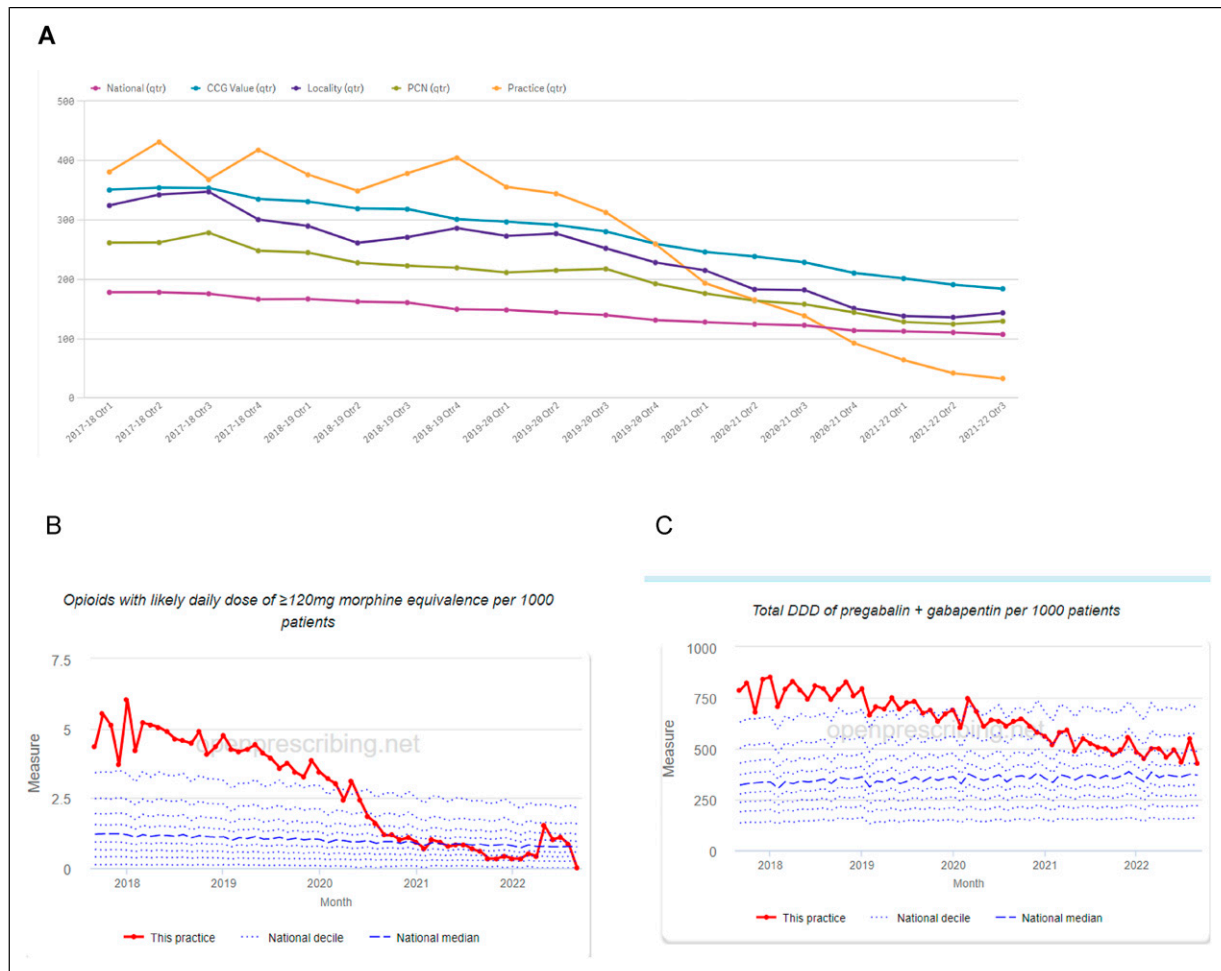 A
National (qtr) CCG Value (qtr) Locality (qtr) PCN (qtr) Practice (qtr)
500
400
300
200
100
0
2017-18 Qtr1 2017-18 Qtr2 2017-18 Qtr3 2017-18 Qtr4 2018-19 Qtr1 2018-19 Qtr2 2018-19 Qtr3 2018-19 Qtr4 2019-20 Qtr1 2019-20 Qtr2 2019-20 Qtr3 2019-20 Qtr4 2020-21 Qtr1 2020-21 Qtr2 2020-21 Qtr3 2020-21 Qtr4 2021-22 Qtr1 2021-22 Qtr2 2021-22 Qtr3
B
Opioids with likely daily dose of ≥120mg morphine equivalence per 1000
patients
7.5
5
2.5
0
Measure
openprescribing.net
2018 2019 2020 2021 2022
Month
This practice National decile National median
C
Total DDD of pregabalin + gabapentin per 1000 patients
1000
750
500
250
0
Measure
openprescribing.net
2018 2019 2020 2021 2022
Month
This practice National decile National median